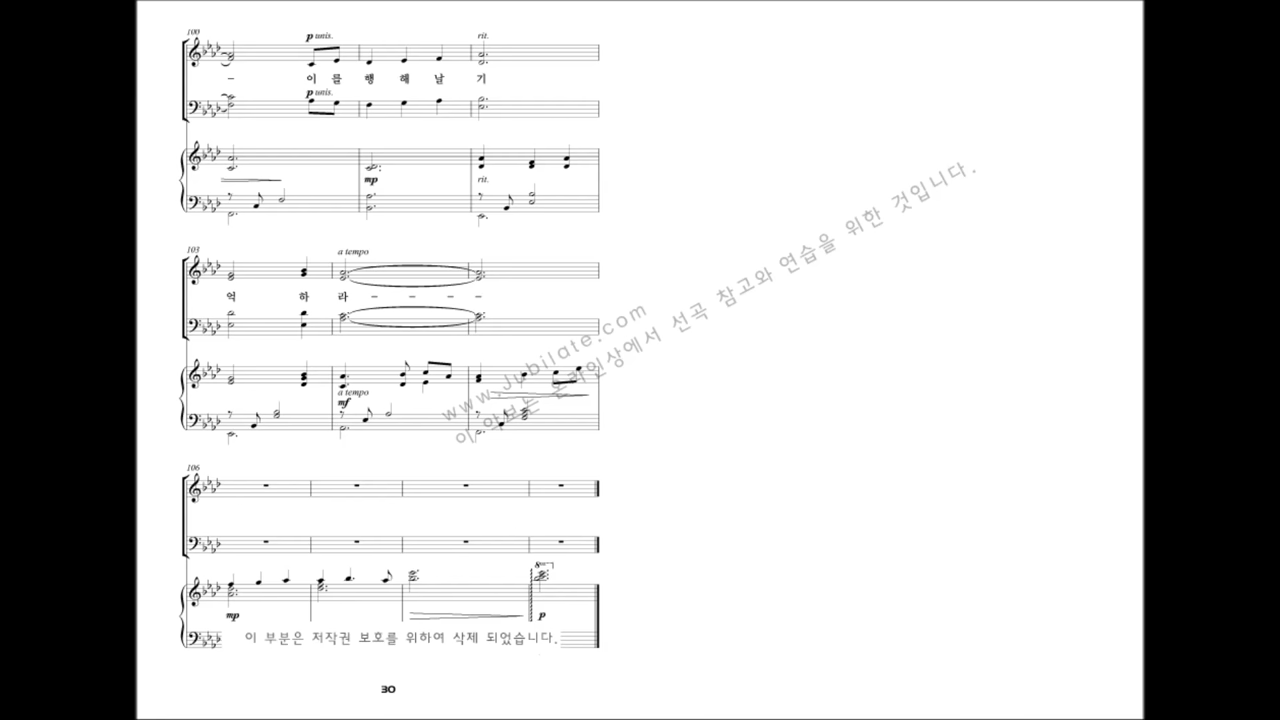 100
p unis.
rit.
- 이 를 행 해 날 기
p unis.
mp
rit.
103
a tempo
억 하 라 - - - -
a tempo
mf
www.Jubilate.com
이 악보는 온라인상에서 선곡 참고와 연습을 위한 것입니다.
106
8va
mp
p
이 부분은 저작권 보호를 위하여 삭제 되었습니다.
30